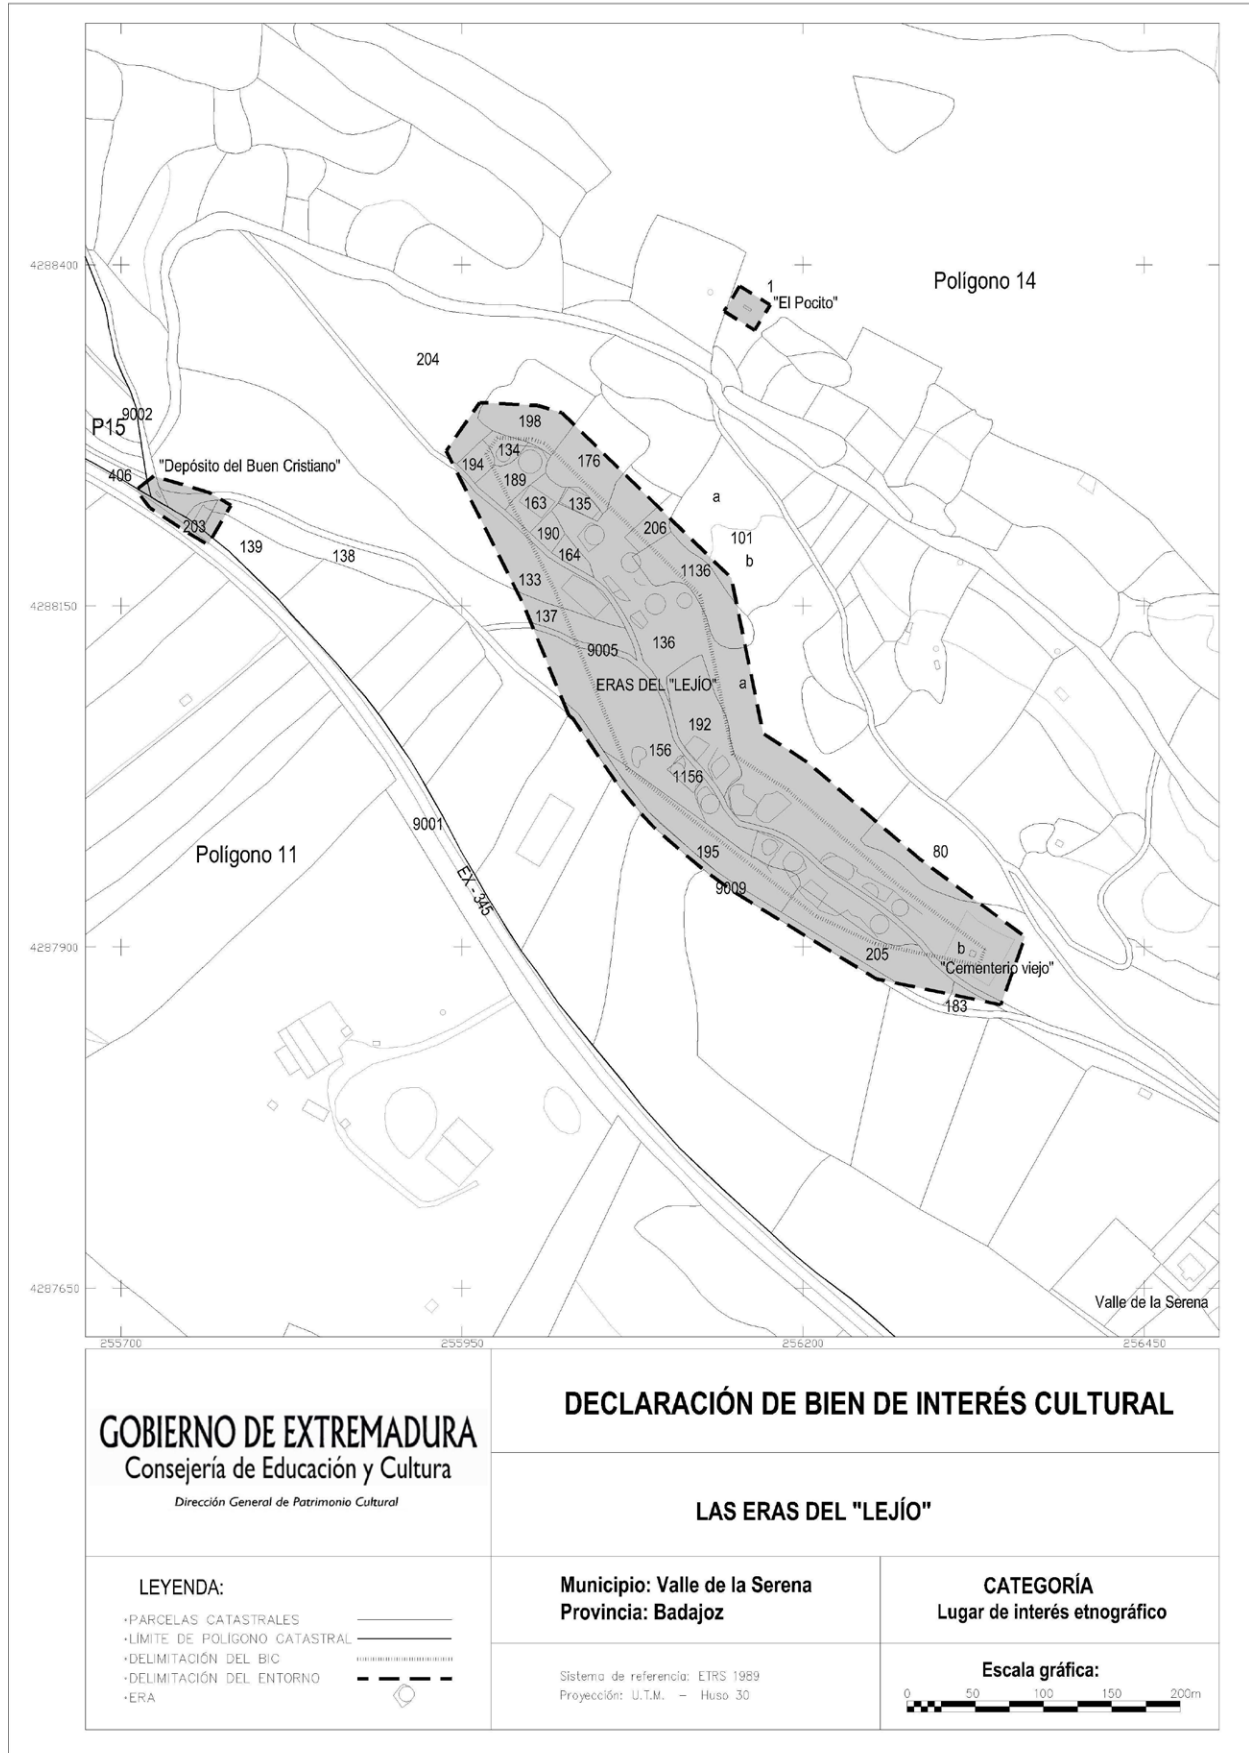 4288400
Polígono 14
1
"El Pocito"
204
9002
P15
198
134
176
"Depósito del Buen Cristiano"
406
194
189
163
135
a
203
190
206
101
139
138
164
b
1136
133
4288150
137
136
9005
ERAS DEL "LEJÍO"
a
192
156
1156
9001
80
Polígono 11
195
EX - 345
9009
4287900
b
205
"Cementerio viejo"
183
4287650
Valle de la Serena
255700
255950
256200
256450
GOBIERNO DE EXTREMADURA
Consejería de Educación y Cultura
Dirección General de Patrimonio Cultural
DECLARACIÓN DE BIEN DE INTERÉS CULTURAL
LAS ERAS DEL "LEJÍO"
LEYENDA:
·PARCELAS CATASTRALES
·LÍMITE DE POLÍGONO CATASTRAL
·DELIMITACIÓN DEL BIC
·DELIMITACIÓN DEL ENTORNO
·ERA
Municipio: Valle de la Serena
Provincia: Badajoz
CATEGORÍA
Lugar de interés etnográfico
Sistema de referencia: ETRS 1989
Proyección: U.T.M. – Huso 30
Escala gráfica:
0 50 100 150 200m